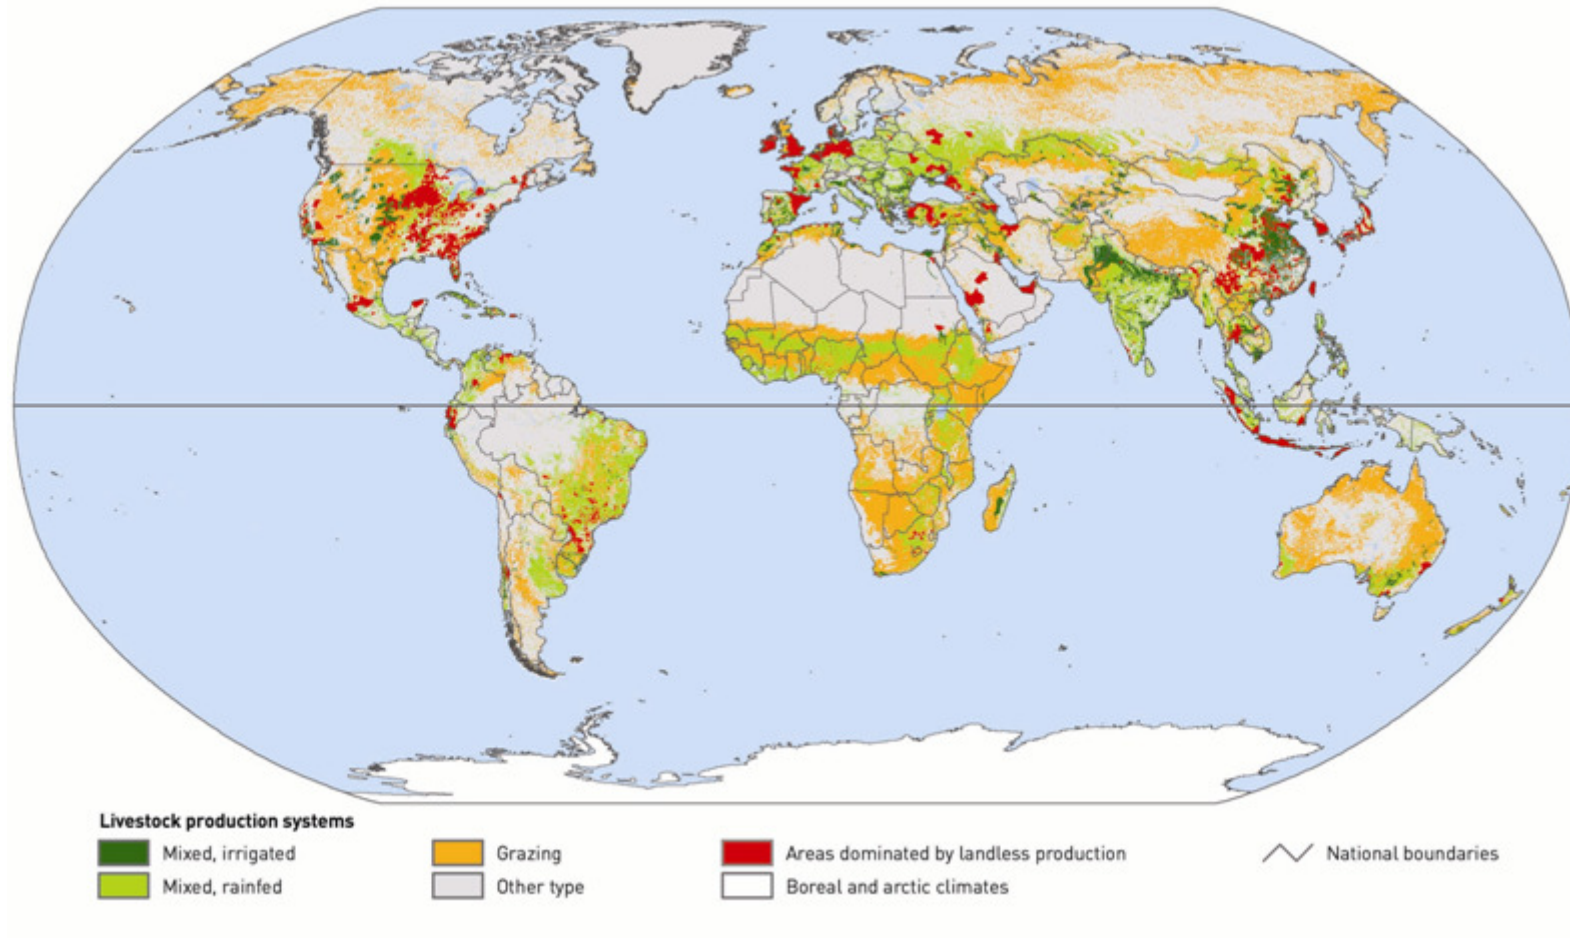 Livestock production systems
Mixed, irrigated
Grazing
Areas dominated by landless production
National boundaries
Mixed, rainfed
Other type
Boreal and arctic climates